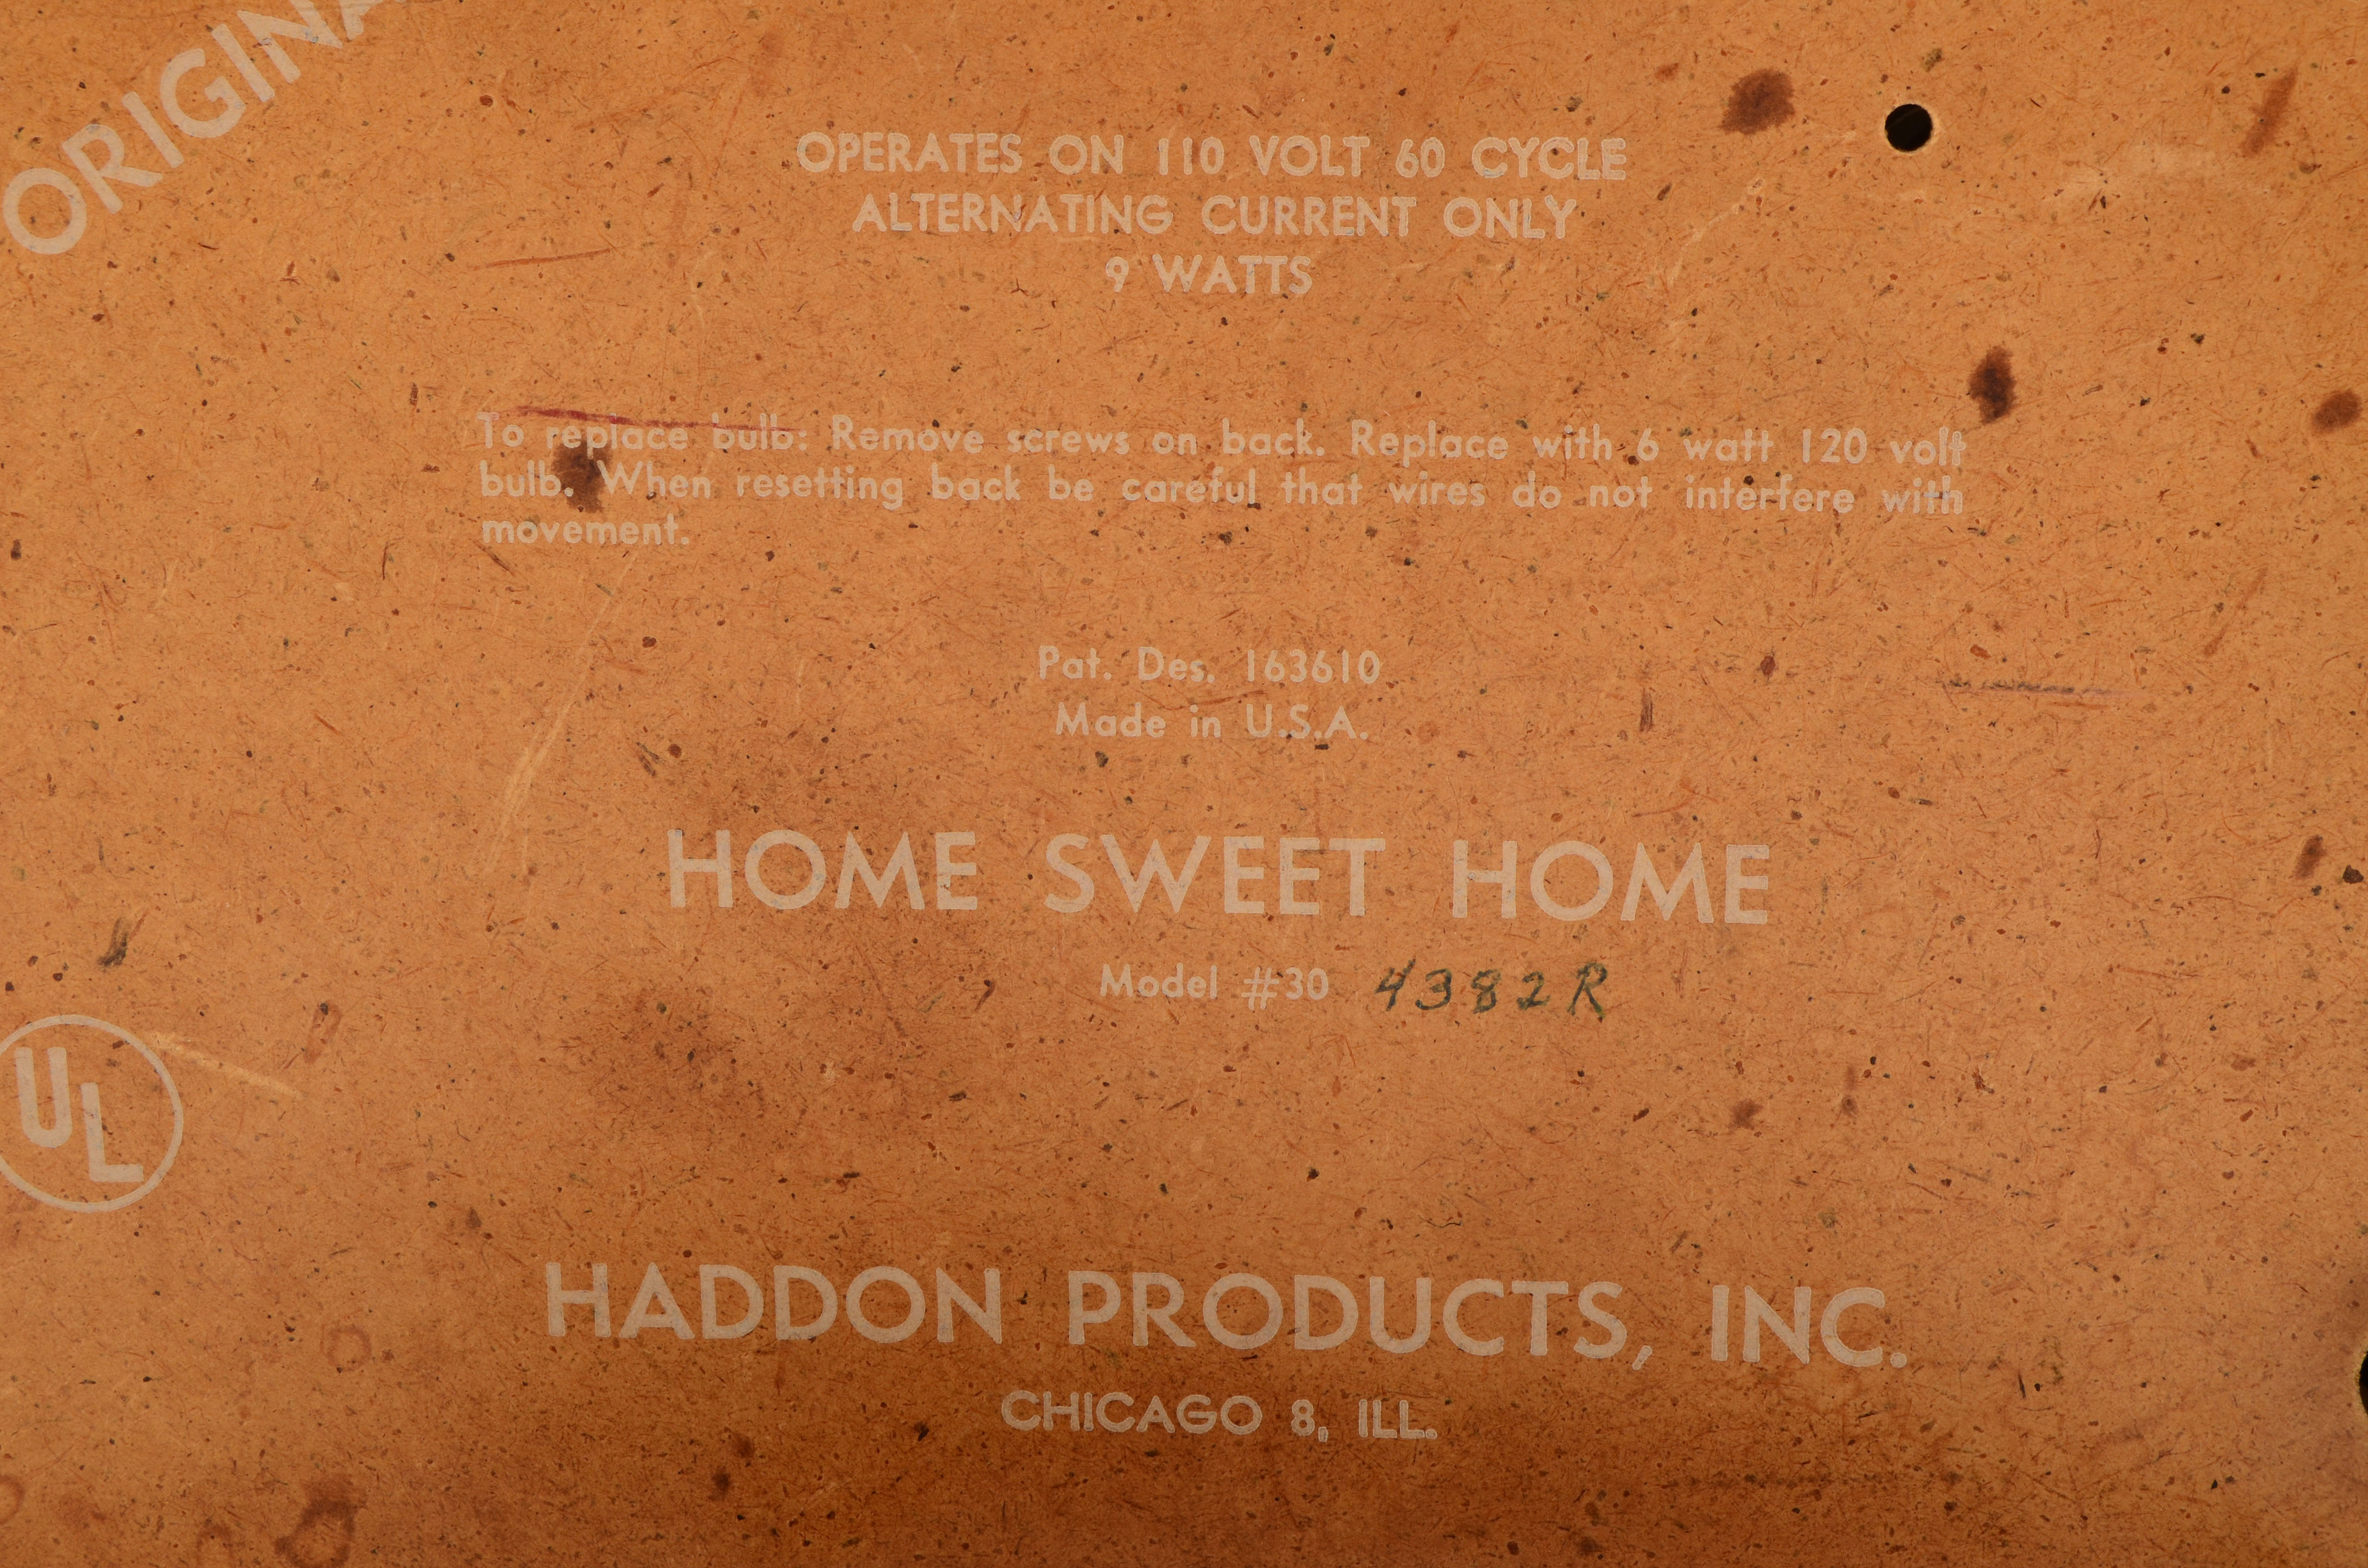 ORIGINA
OPERATES ON 110 VOLT 60 CYCLE
ALTERNATING CURRENT ONLY
9 WATTS
To replace bulb: Remove screws on back. Replace with 6 watt 120 volt
bulb. When resetting back be careful that wires do not interfere with
movement.
Pat. Des. 163610
Made in U.S.A.
HOME SWEET HOME
Model #30 4382R
UL
HADDON PRODUCTS, INC.
CHICAGO 8, ILL.